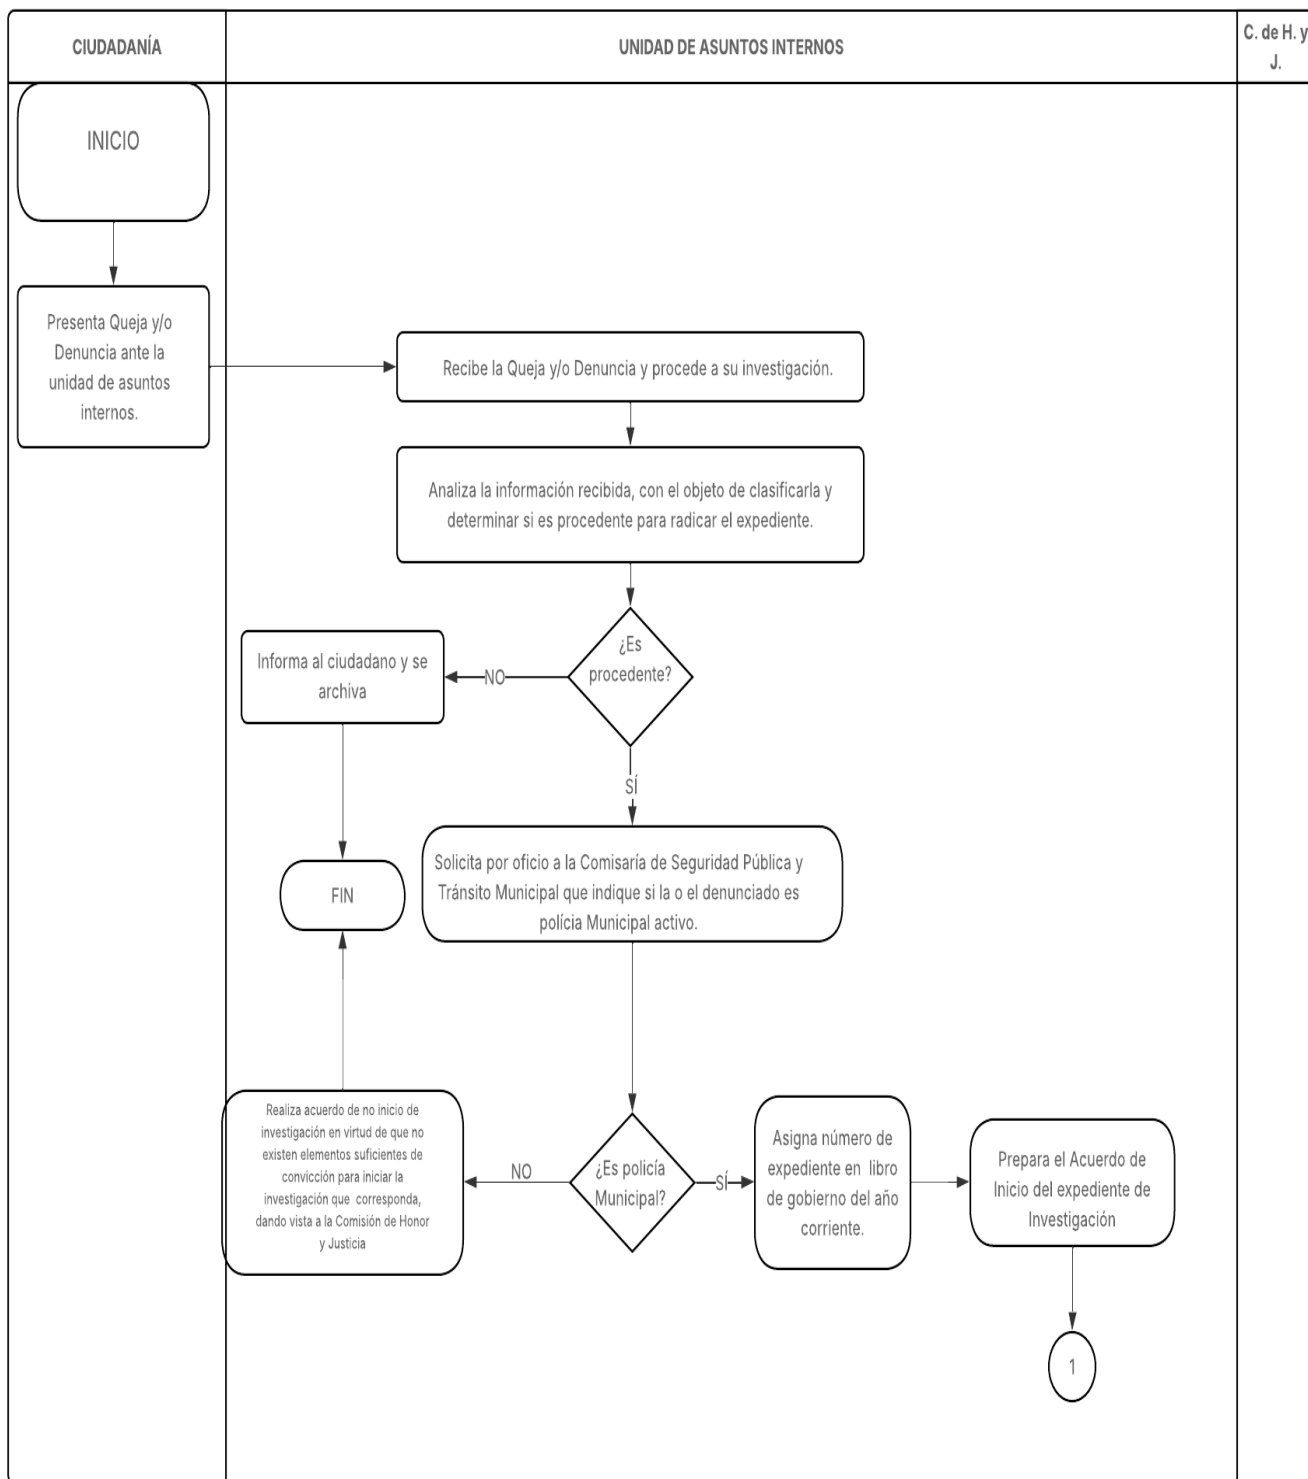 CIUDADANÍA
UNIDAD DE ASUNTOS INTERNOS
C. de H. y
J.
INICIO
Presenta Queja y/o
Denuncia ante la
unidad de asuntos
internos.
Recibe la Queja y/o Denuncia y procede a su investigación.
Analiza la información recibida, con el objeto de clasificarla y
determinar si es procedente para radicar el expediente.
¿Es
procedente?
NO
Informa al ciudadano y se
archiva
SÍ
Solicita por oficio a la Comisaría de Seguridad Pública y
Tránsito Municipal que indique si la o el denunciado es
polícia Municipal activo.
FIN
Realiza acuerdo de no inicio de
investigación en virtud de que no
existen elementos suficientes de
convicción para iniciar la
investigación que corresponda,
dando vista a la Comisión de Honor
y Justicia
NO
¿Es policía
Municipal?
SÍ
Asigna número de
expediente en libro
de gobierno del año
corriente.
Prepara el Acuerdo de
Inicio del expediente de
Investigación
1